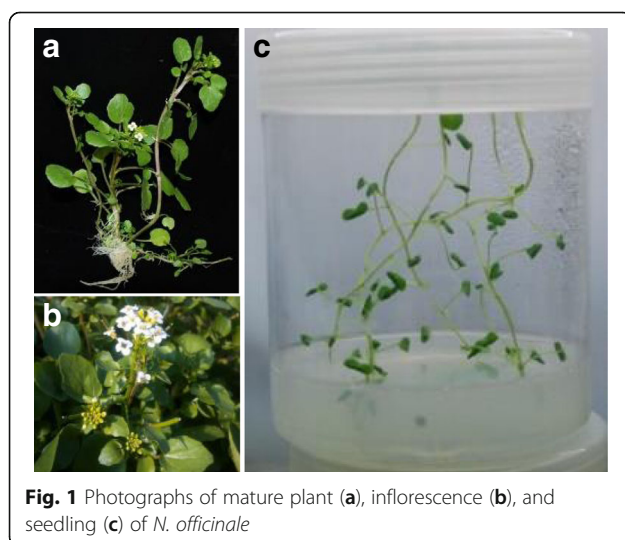 a
c
b
Fig. 1 Photographs of mature plant (a), inflorescence (b), and
seedling (c) of N. officinale